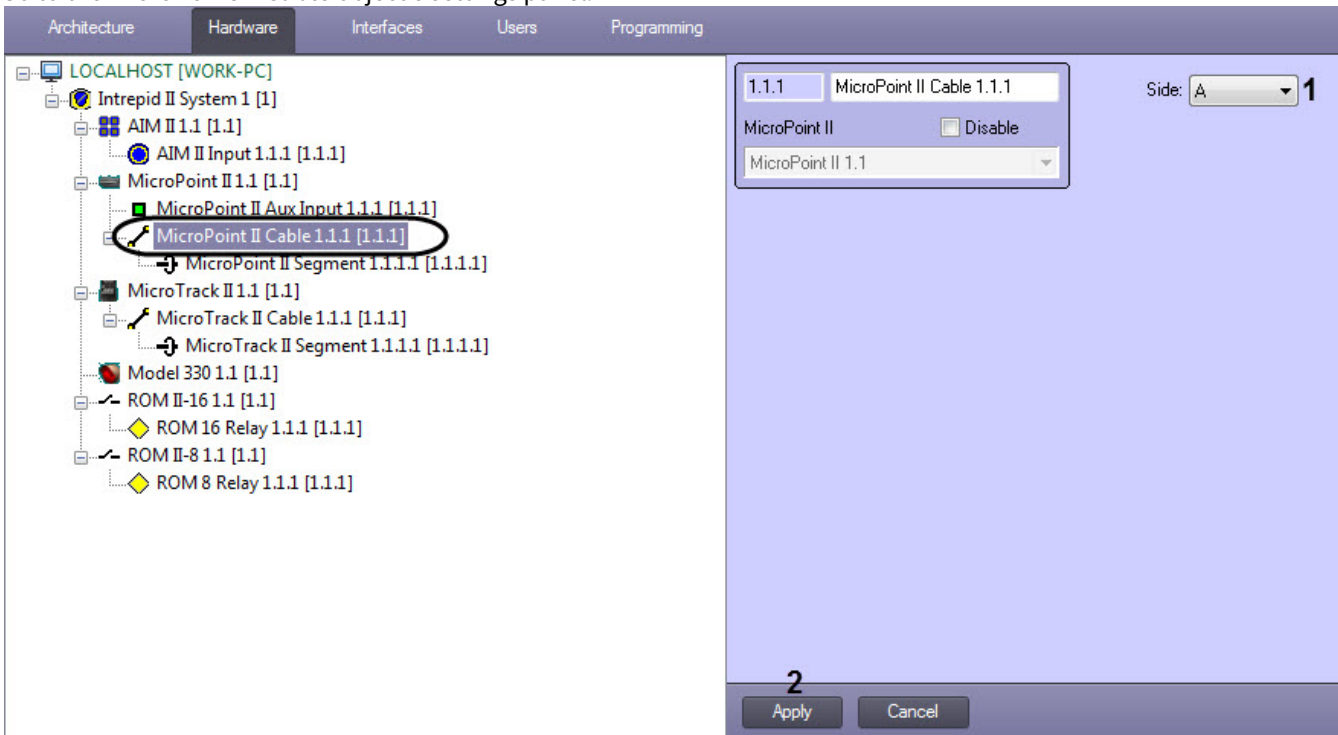 Architecture Hardware Interfaces Users Programming
LOCALHOST [WORK-PC]
Intrepid II System 1 [1]
AIM II 1.1 [1.1]
AIM II Input 1.1.1 [1.1.1]
MicroPoint II 1.1 [1.1]
MicroPoint II Aux Input 1.1.1 [1.1.1]
MicroPoint II Cable 1.1.1 [1.1.1]
MicroPoint II Segment 1.1.1.1 [1.1.1.1]
MicroTrack II 1.1 [1.1]
MicroTrack II Cable 1.1.1 [1.1.1]
MicroTrack II Segment 1.1.1.1 [1.1.1.1]
Model 330 1.1 [1.1]
ROM II-16 1.1 [1.1]
ROM 16 Relay 1.1.1 [1.1.1]
ROM II-8 1.1 [1.1]
ROM 8 Relay 1.1.1 [1.1.1]
1.1.1 MicroPoint II Cable 1.1.1
MicroPoint II Disable
MicroPoint II 1.1
Side: A 1
2
Apply Cancel